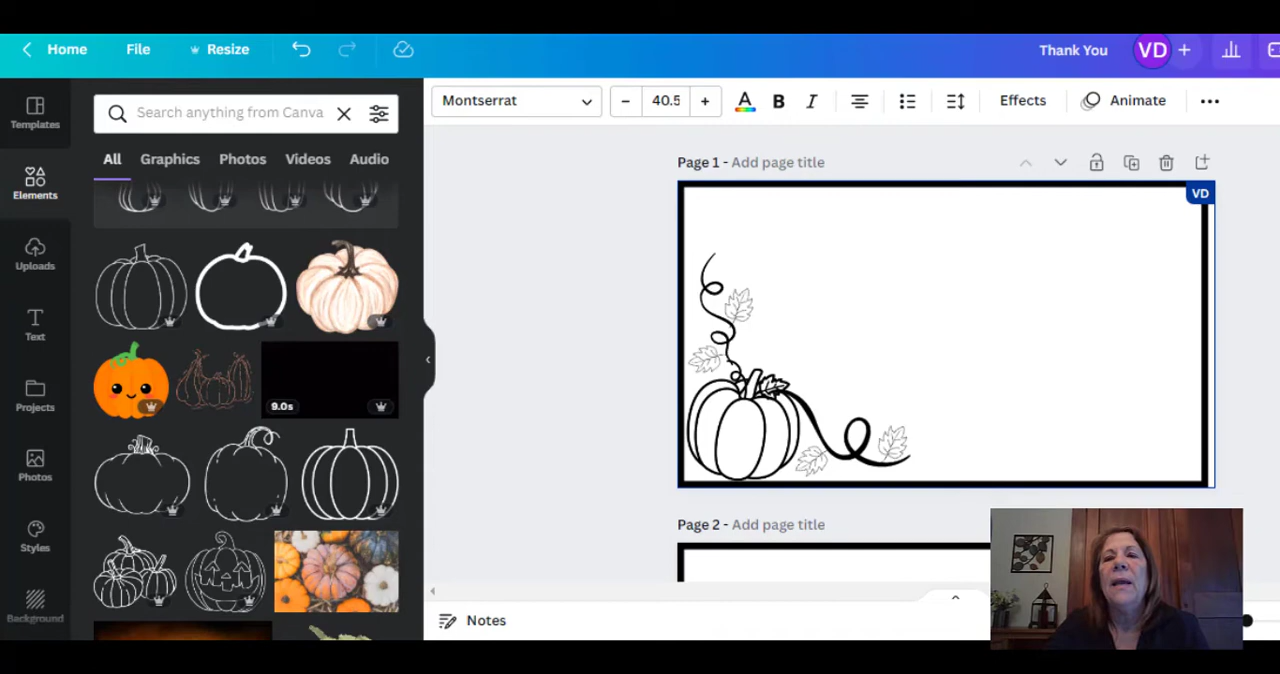 Home File Resize Thank You VD +
Montserrat - 40.5 + A B I Effects Animate ...
Templates
Search anything from Canva
All Graphics Photos Videos Audio
Page 1 - Add page title
Elements
VD
Uploads
Text
Projects
9.0s
Photos
Page 2 - Add page title
Styles
Background
Notes